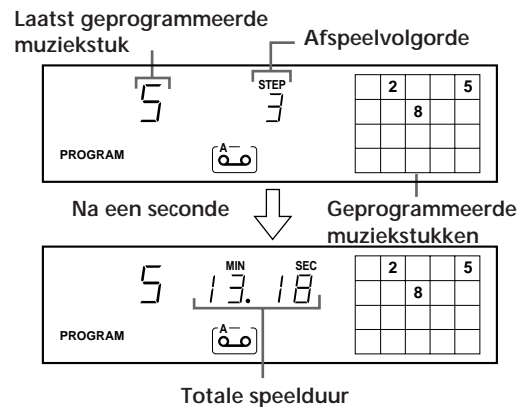 Laatst geprogrammeerde
muziekstuk
Afspeelvolgorde
STEP
5 3
2 5
8
PROGRAM
A
Na een seconde
Geprogrammeerde
muziekstukken
MIN SEC
5 13. 18
2 5
8
PROGRAM
A
Totale speelduur